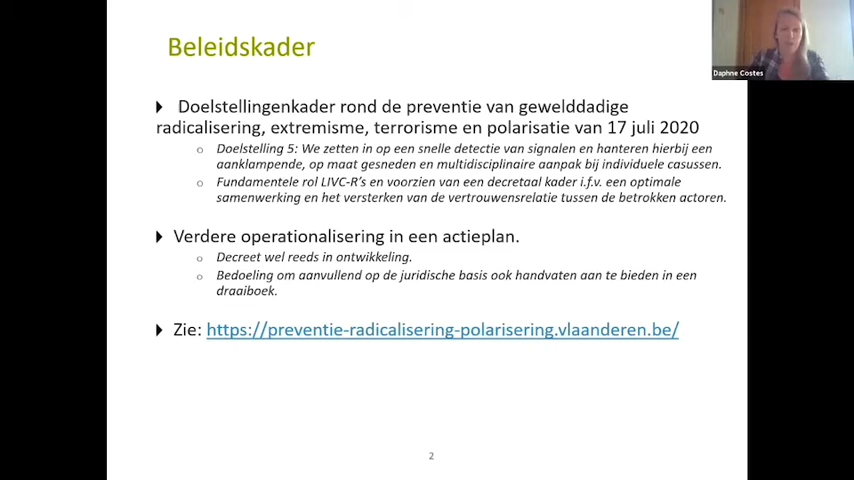 Beleidskader
Daphne Costes
Doelstellingenkader rond de preventie van gewelddadige
radicalisering, extremisme, terrorisme en polarisatie van 17 juli 2020
Doelstelling 5: We zetten in op een snelle detectie van signalen en hanteren hierbij een
aanklampende, op maat gesneden en multidisciplinaire aanpak bij individuele casussen.
Fundamentele rol LIVC-R's en voorzien van een decretaal kader i.f.v. een optimale
samenwerking en het versterken van de vertrouwensrelatie tussen de betrokken actoren.
Verdere operationalisering in een actieplan.
Decreet wel reeds in ontwikkeling.
Bedoeling om aanvullend op de juridische basis ook handvaten aan te bieden in een
draaiboek.
Zie: https://preventie-radicalisering-polarisering.vlaanderen.be/
2